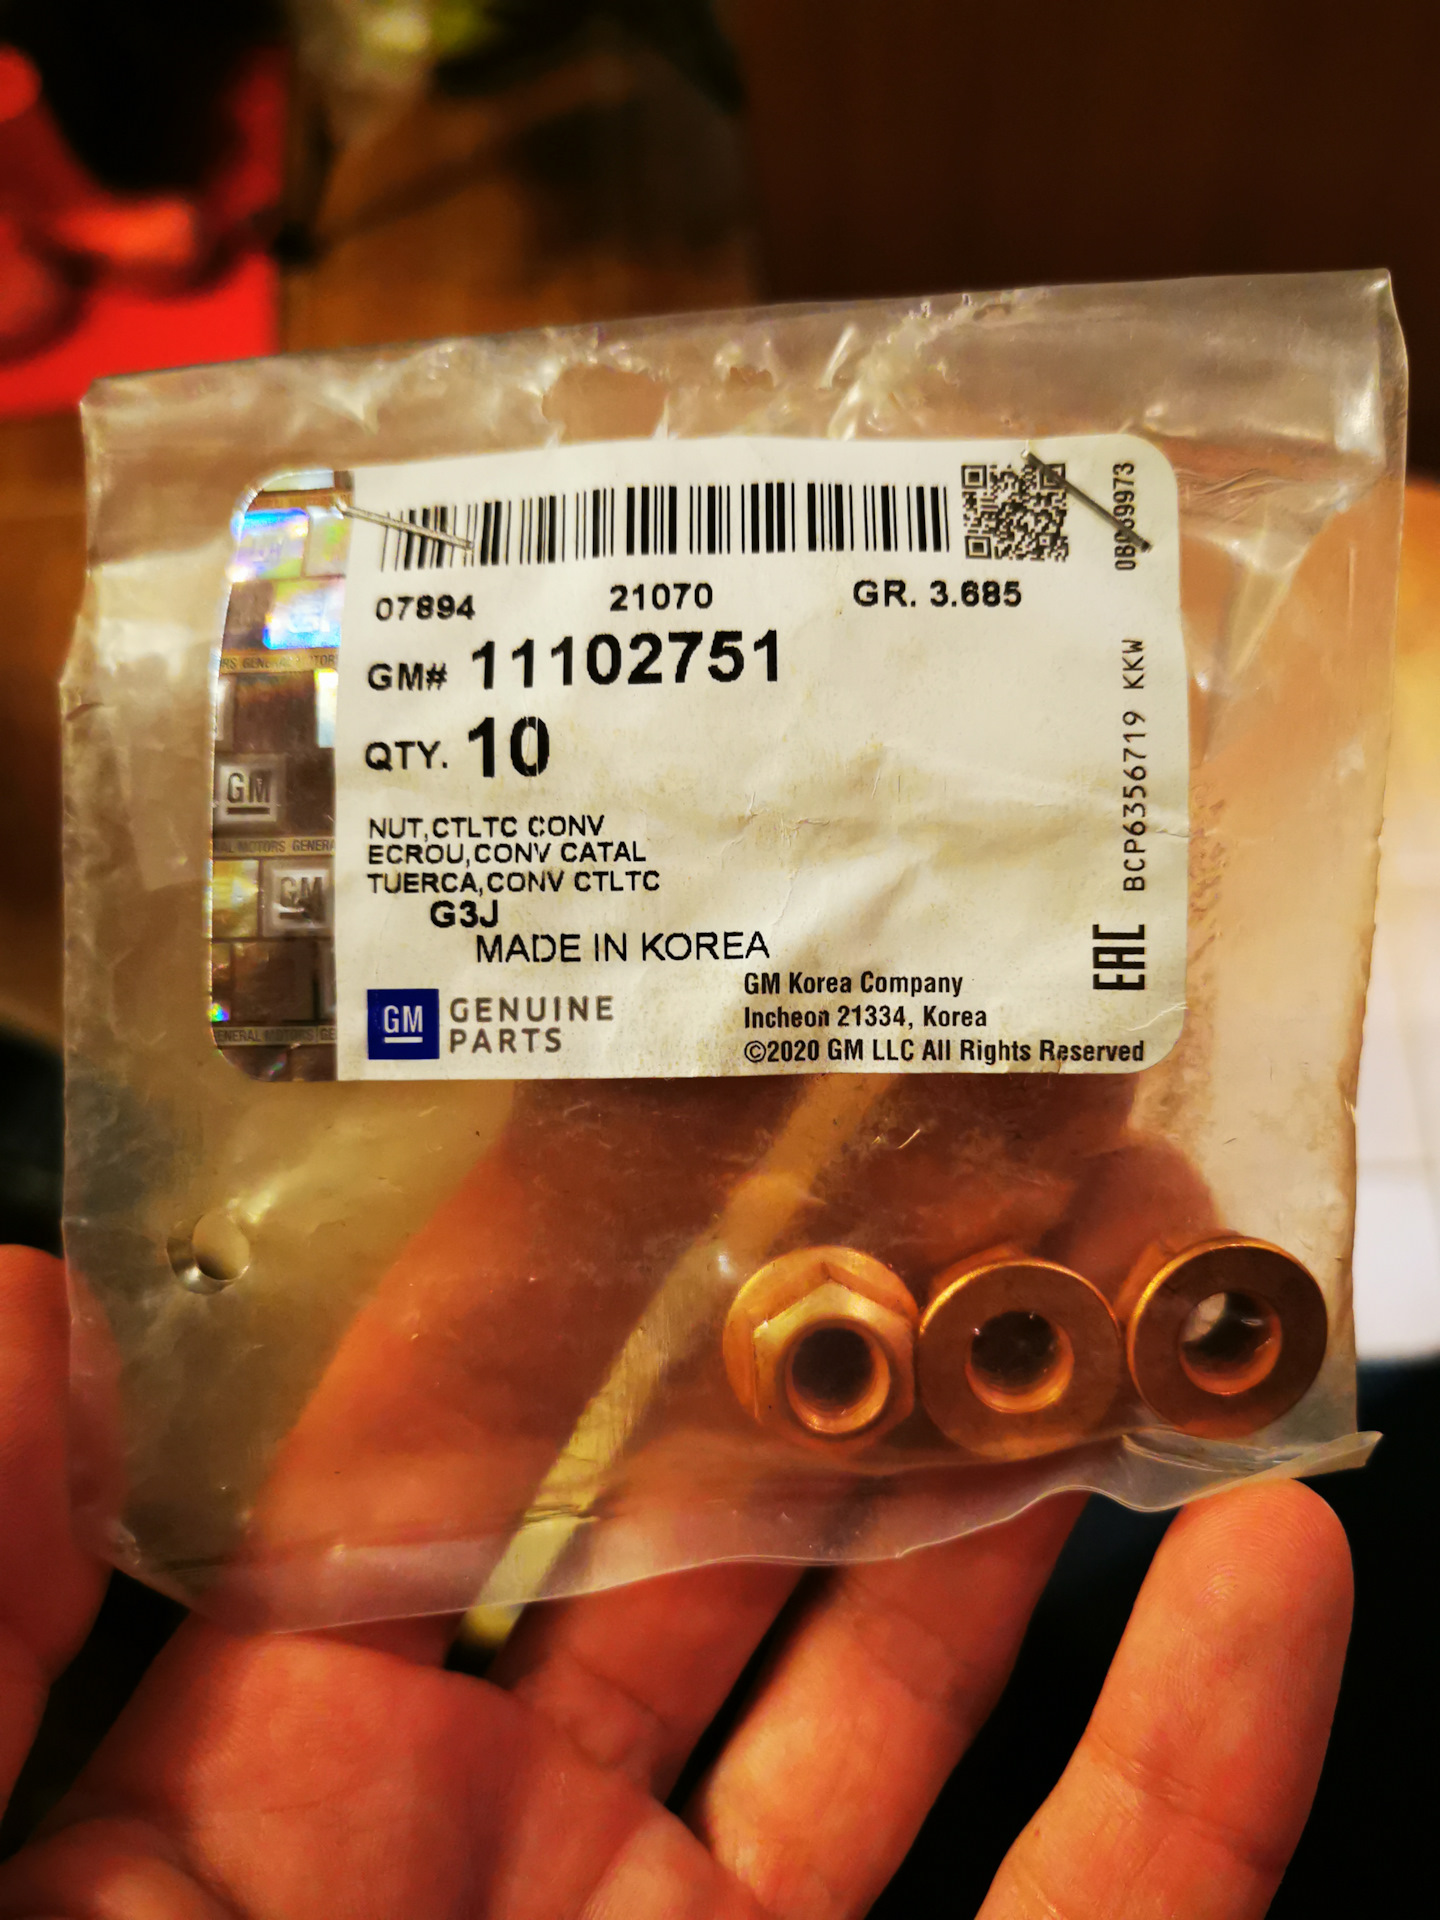 07894 21070 GR. 3.685
GM# 11102751
QTY. 10
NUT,CTLTC CONV
ECROU,CONV CATAL
TUERCA,CONV CTLTC
G3J
MADE IN KOREA
GM GENUINE
PARTS
GM Korea Company
Incheon 21334, Korea
©2020 GM LLC All Rights Reserved
BCP6356719 KKW
EAC
GM
GM